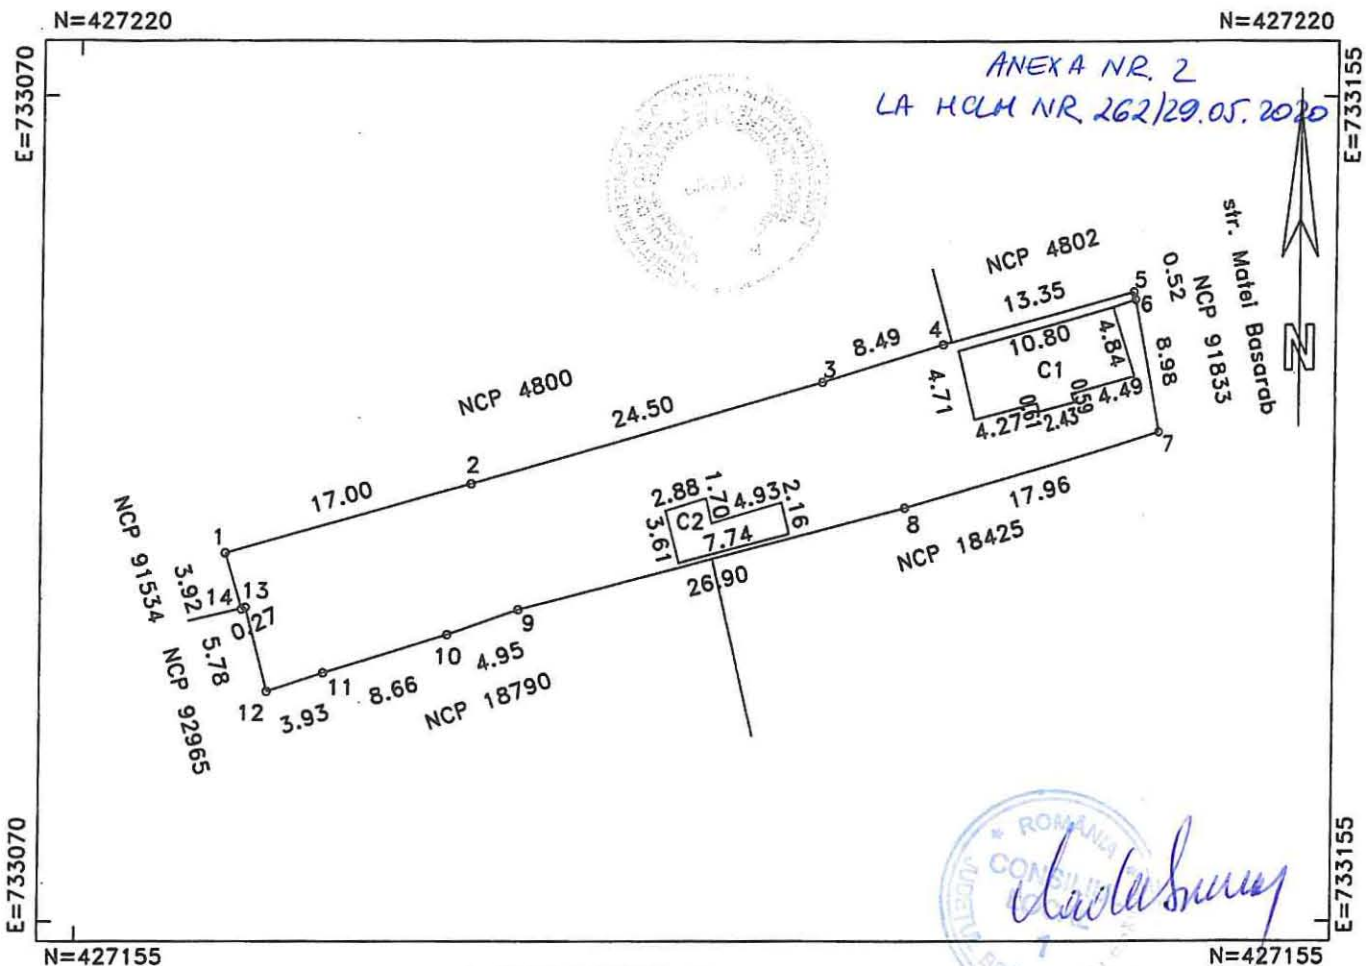 N=427220
N=427220
E=733070
E=733155
ANEXA NR. 2
LA HCLM NR 262/29.05.2020
str. Matei Basarab
N
NCP 4802
13.35
5
0.52
6
NCP 91833
8.98
4
8.49
3
10.80
4.84
C1
4.71
4.27
0.61
2.43
0.59
4.49
7
NCP 4800
24.50
2
17.00
1
2.88
1.70
4.93
2.16
C2
3.61
7.74
17.96
8
NCP 18425
26.90
NCP 91534
3.92
14
13
0.27
5.78
NCP 92965
12
3.93
11
8.66
10
4.95
9
NCP 18790
ROMÂNIA
CONSILIUL
LOCAL
1
JUDEȚUL
E=733070
E=733155
N=427155
N=427155